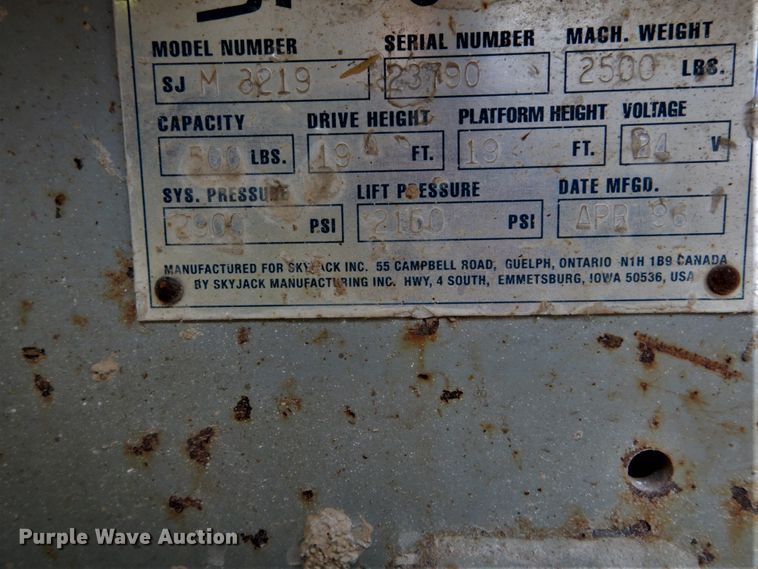 MODEL NUMBER SERIAL NUMBER MACH. WEIGHT
SJ M 3219 23790 2500 LBS.
CAPACITY DRIVE HEIGHT PLATFORM HEIGHT VOLTAGE
500 LBS. 19 FT. 19 FT. 24 V
SYS. PRESSURE LIFT PRESSURE DATE MFGD.
PSI 2150 PSI APR 96
MANUFACTURED FOR SKYJACK INC. 55 CAMPBELL ROAD, GUELPH, ONTARIO N1H 1B9 CANADA
BY SKYJACK MANUFACTURING INC. HWY, 4 SOUTH, EMMETSBURG, IOWA 50536, USA
Purple Wave Auction®